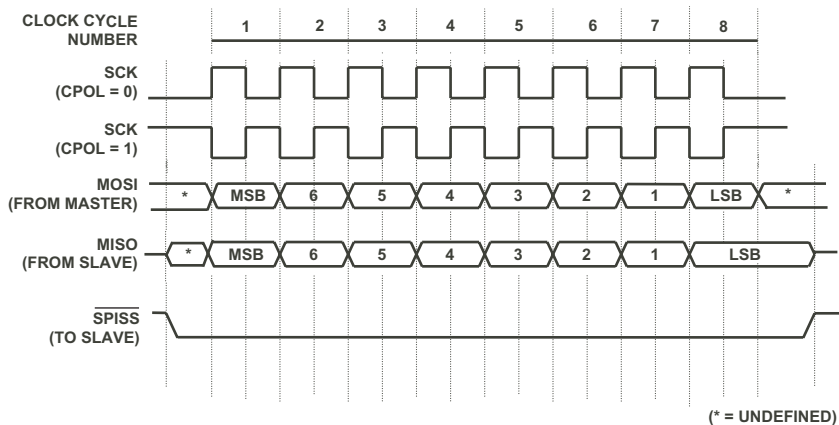 CLOCK CYCLE
NUMBER
1 2 3 4 5 6 7 8
SCK
(CPOL = 0)
SCK
(CPOL = 1)
MOSI
(FROM MASTER)
* MSB 6 5 4 3 2 1 LSB *
MISO
(FROM SLAVE)
* MSB 6 5 4 3 2 1 LSB
SPISS
(TO SLAVE)
(* = UNDEFINED)